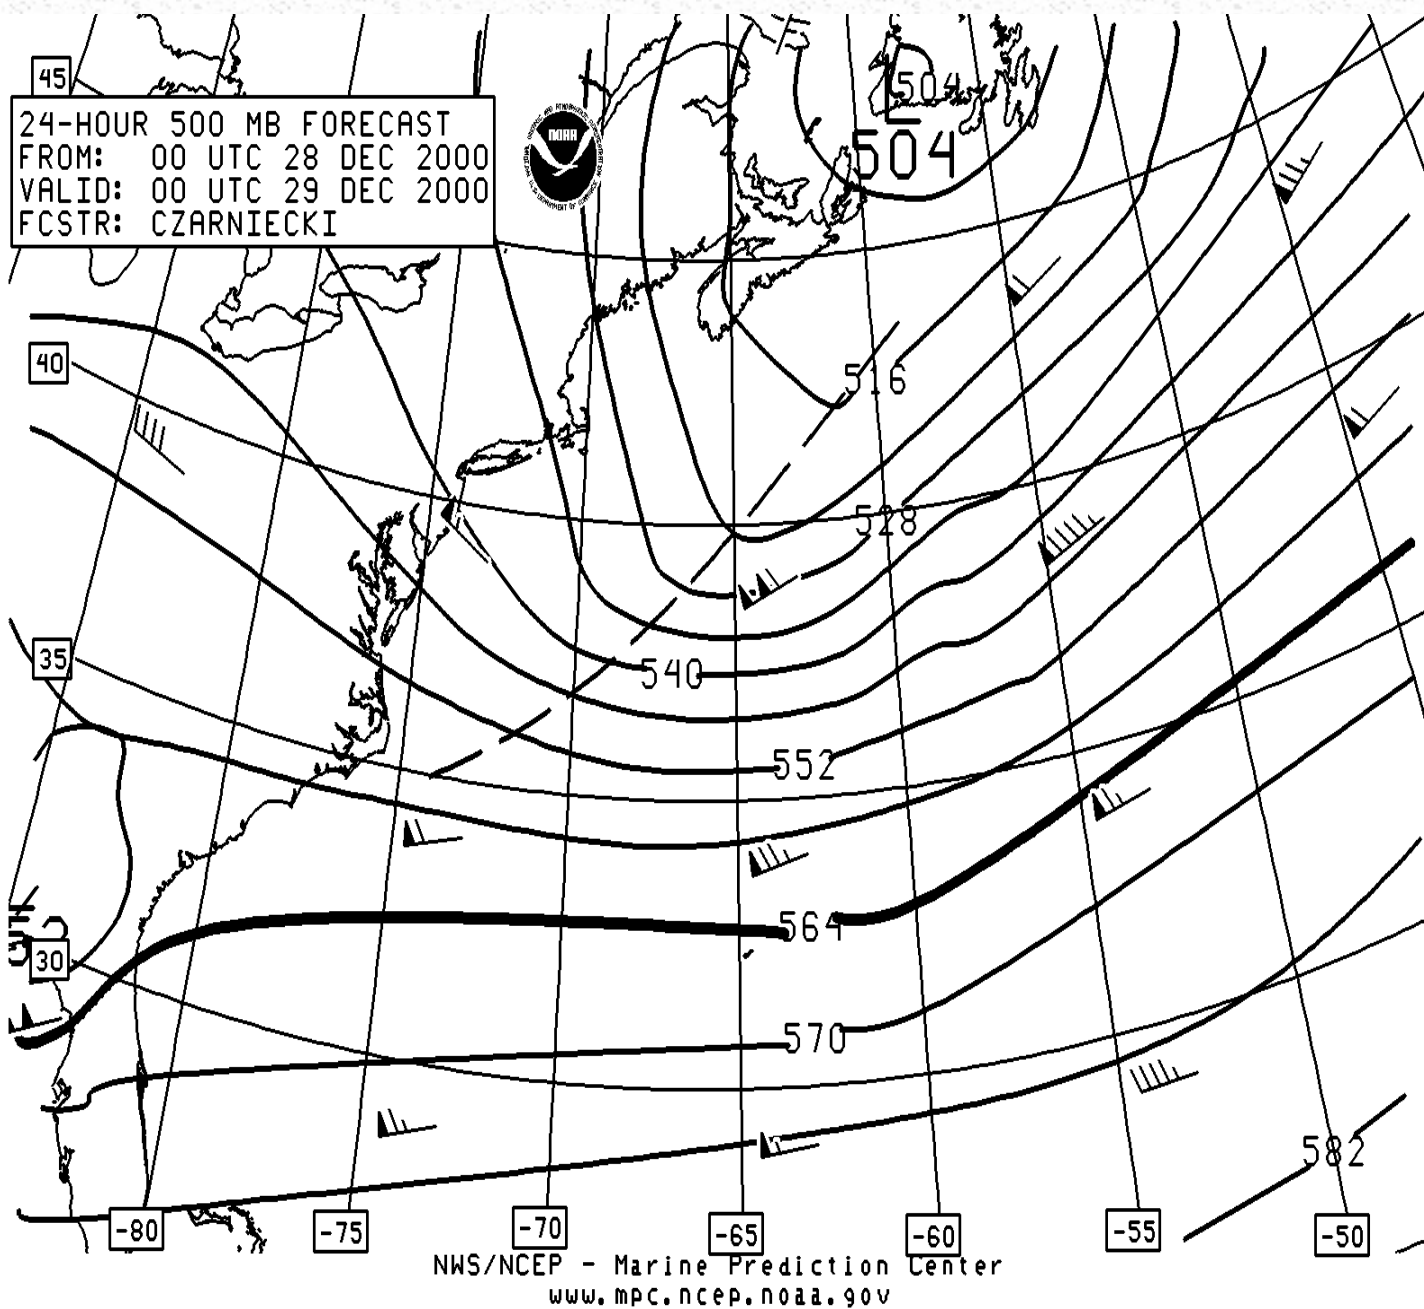 45
24-HOUR 500 MB FORECAST
FROM: 00 UTC 28 DEC 2000
VALID: 00 UTC 29 DEC 2000
FCSTR: CZARNIECKI
NOAA
L
504
504
40
516
528
35
540
552
30
564
570
582
-80
-75
-70
-65
-60
-55
-50
NWS/NCEP - Marine Prediction Center
www.mpc.ncep.noaa.gov